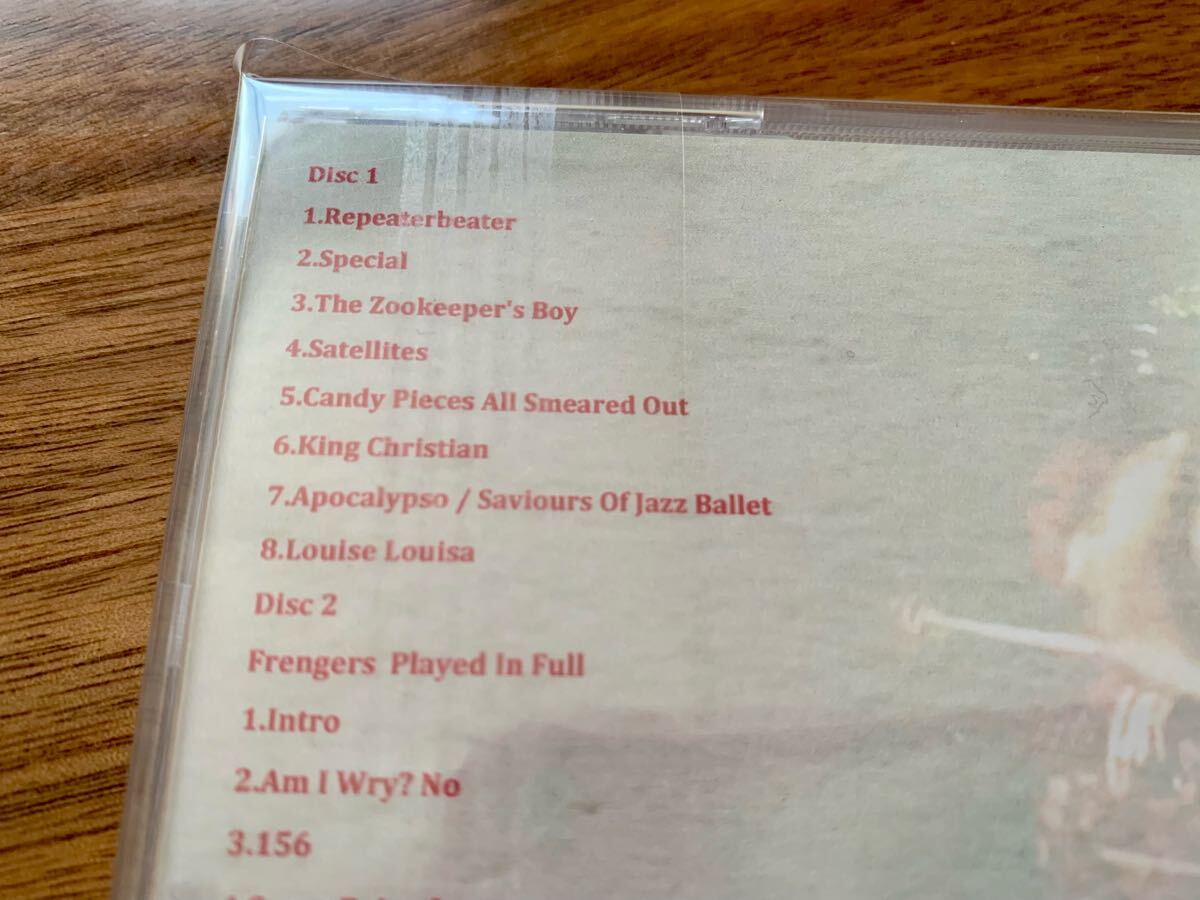 Disc 1
1.Repeaterbeater
2.Special
3.The Zookeeper's Boy
4.Satellites
5.Candy Pieces All Smeared Out
6.King Christian
7.Apocalypso / Saviours Of Jazz Ballet
8.Louise Louisa
Disc 2
Frengers Played In Full
1.Intro
2.Am I Wry? No
3.156